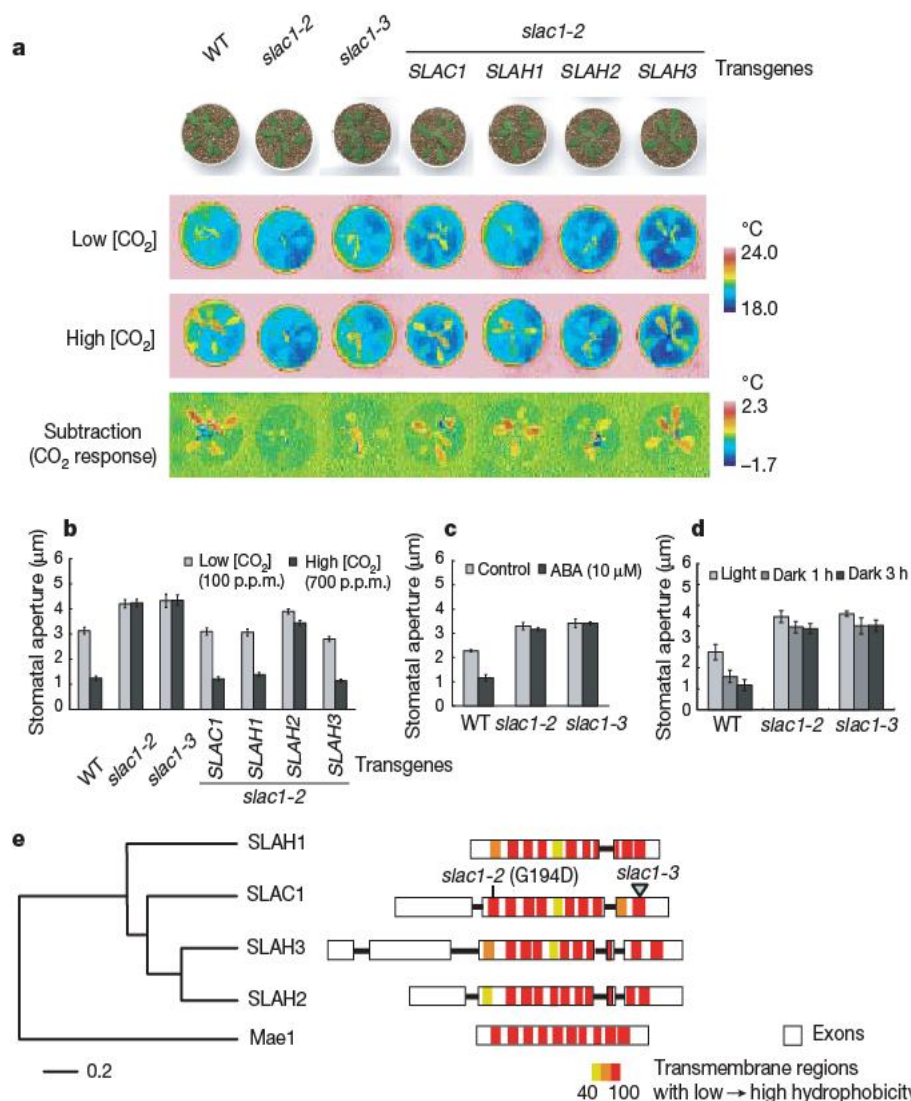 a
WT slac1-2 slac1-3 slac1-2
SLAC1 SLAH1 SLAH2 SLAH3 Transgenes
Low [CO₂]
°C
24.0
18.0
High [CO₂]
°C
2.3
−1.7
Subtraction
(CO₂ response)
b
Stomatal aperture (μm)
6
5
4
3
2
1
0
Low [CO₂]
(100 p.p.m.)
High [CO₂]
(700 p.p.m.)
WT slac1-2 slac1-3 SLAC1 SLAH1 SLAH2 SLAH3 Transgenes
slac1-2
c
Stomatal aperture (μm)
6
5
4
3
2
1
Control ABA (10 μM)
WT slac1-2 slac1-3
d
Stomatal aperture (μm)
6
5
4
3
2
1
Light Dark 1 h Dark 3 h
WT slac1-2 slac1-3
e
SLAH1
slac1-2 (G194D) slac1-3
SLAC1
SLAH3
SLAH2
Mae1
0.2
Exons
40 100
Transmembrane regions
with low → high hydrophobicity